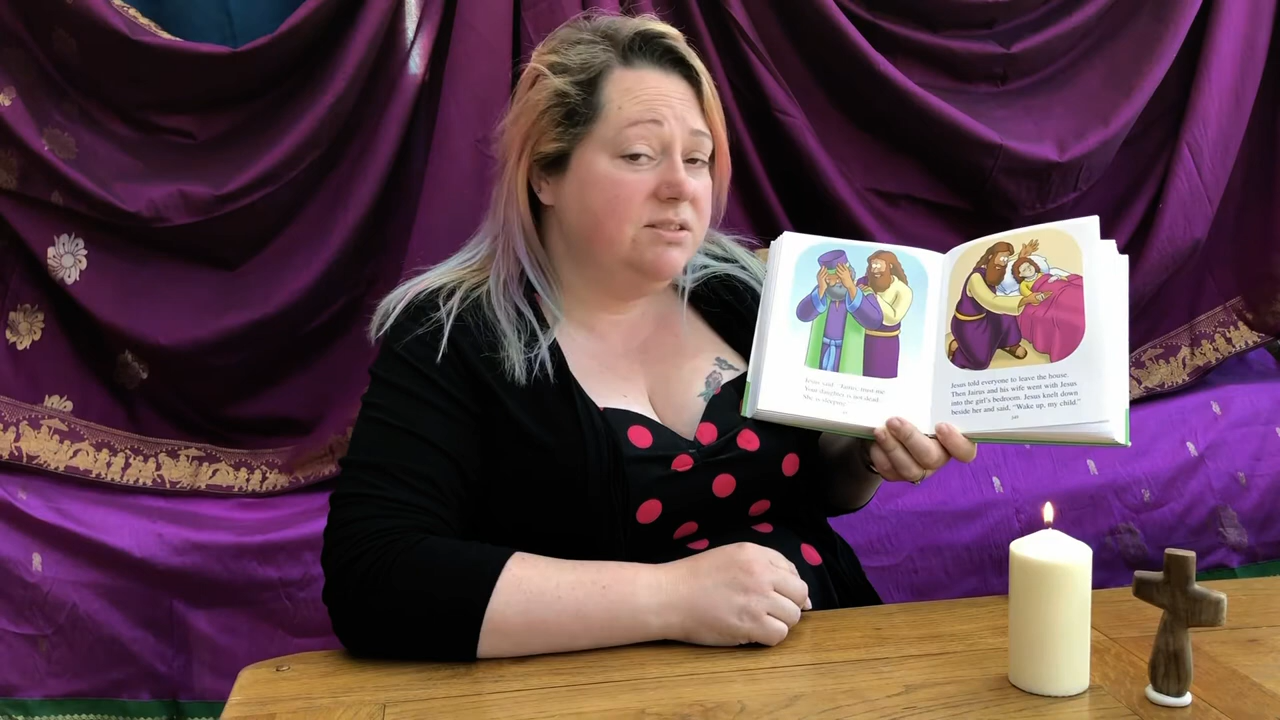 Jesus said, "Jairus, trust me.
Your daughter is not dead.
She is sleeping."
Jesus told everyone to leave the house.
Then Jairus and his wife went with Jesus
into the girl's bedroom. Jesus knelt down
beside her and said, "Wake up, my child."
249